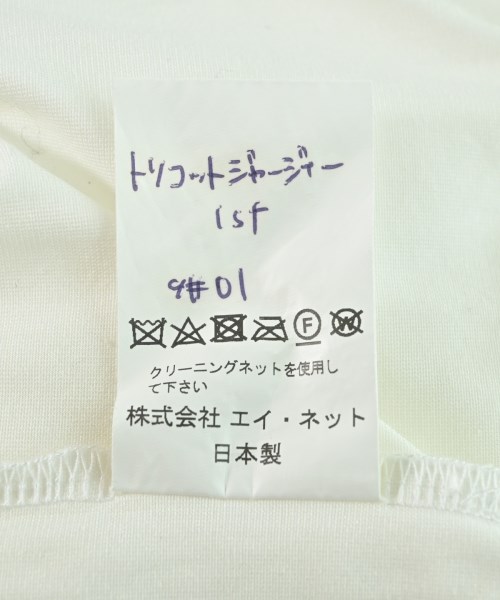 トリコットジャージィー
1st
9#01
F W
クリーニングネットを使用し
て下さい
株式会社 エイ・ネット
日本製